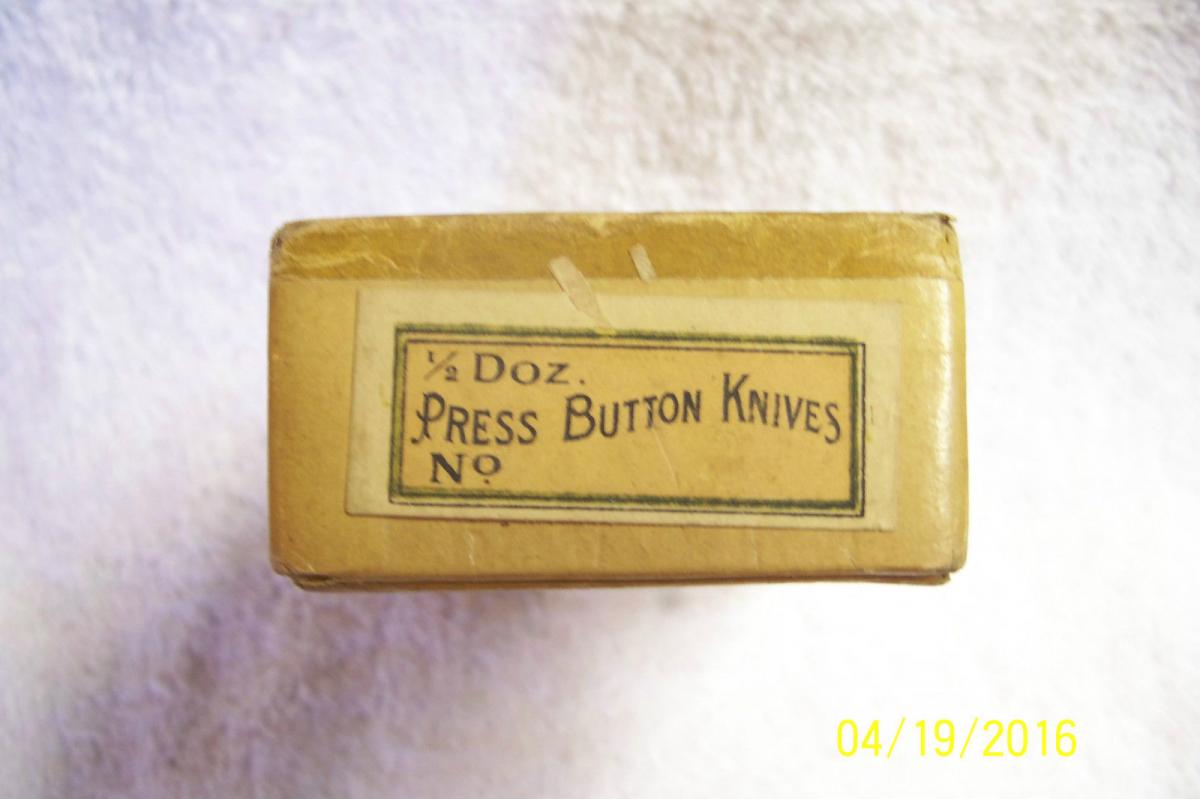 ½ Doz.
Press Button Knives
No.
04/19/2016